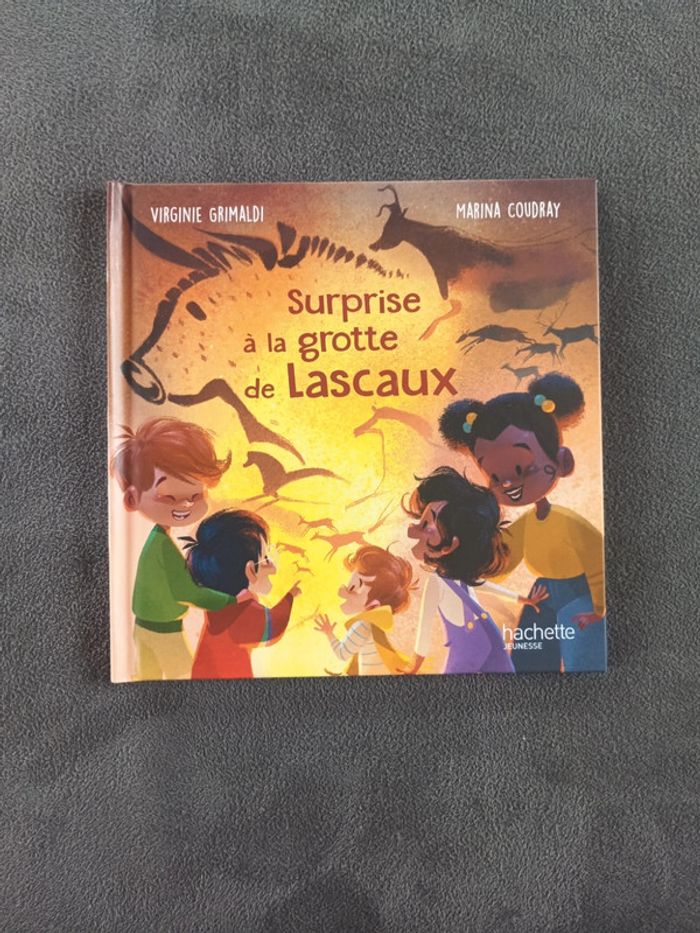 VIRGINIE GRIMALDI
MARINA COUDRAY
Surprise
à la grotte
de Lascaux
hachette
JEUNESSE